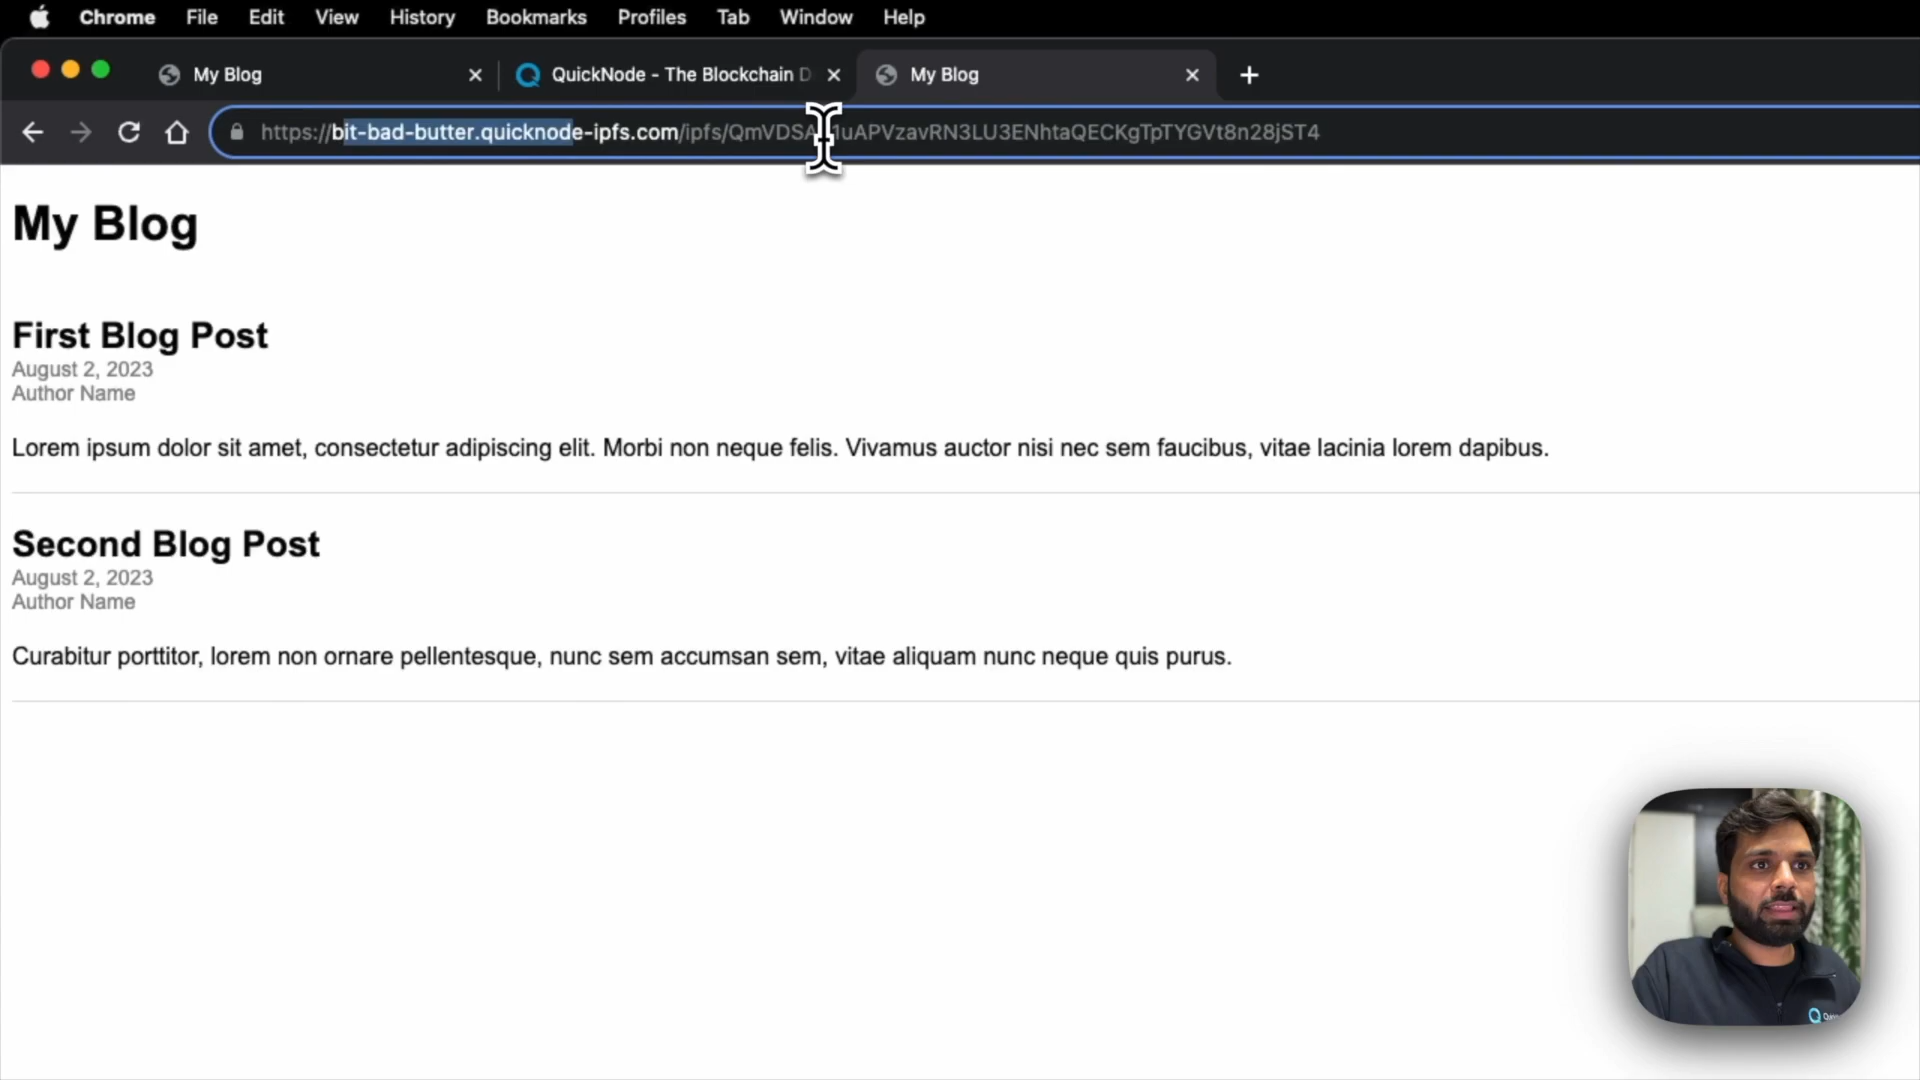 Chrome File Edit View History Bookmarks Profiles Tab Window Help
My Blog QuickNode - The Blockchain D My Blog
https://bit-bad-butter.quicknode-ipfs.com/ipfs/
My Blog
First Blog Post
August 2, 2023
Author Name
Lorem ipsum dolor sit amet, consectetur adipiscing elit. Morbi non neque felis. Vivamus auctor nisi nec sem faucibus, vitae lacinia lorem dapibus.
Second Blog Post
August 2, 2023
Author Name
Curabitur porttitor, lorem non ornare pellentesque, nunc sem accumsan sem, vitae aliquam nunc neque quis purus.